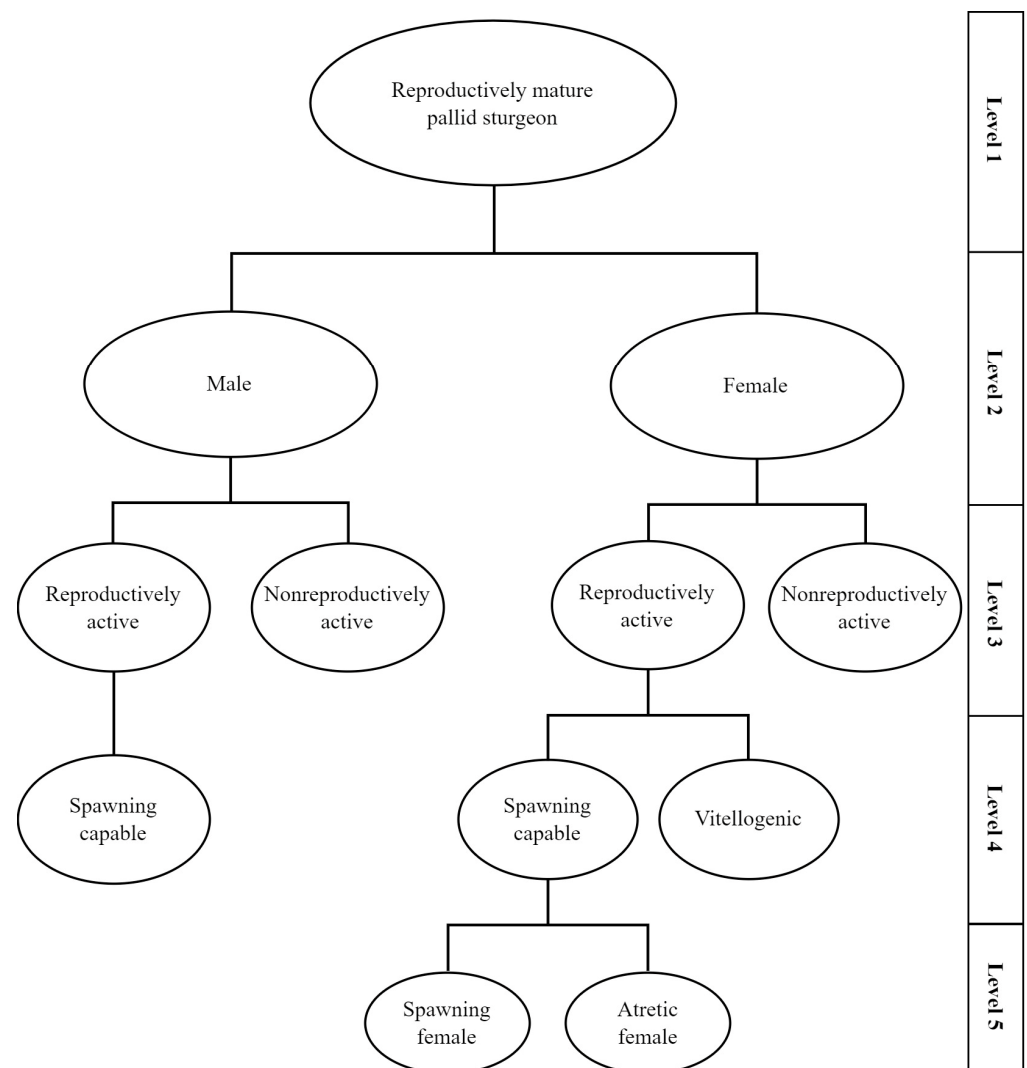 Reproductively mature
pallid sturgeon
Level 1
Male
Female
Level 2
Reproductively
active
Nonreproductively
active
Reproductively
active
Nonreproductively
active
Level 3
Spawning
capable
Spawning
capable
Vitellogenic
Level 4
Spawning
female
Atretic
female
Level 5